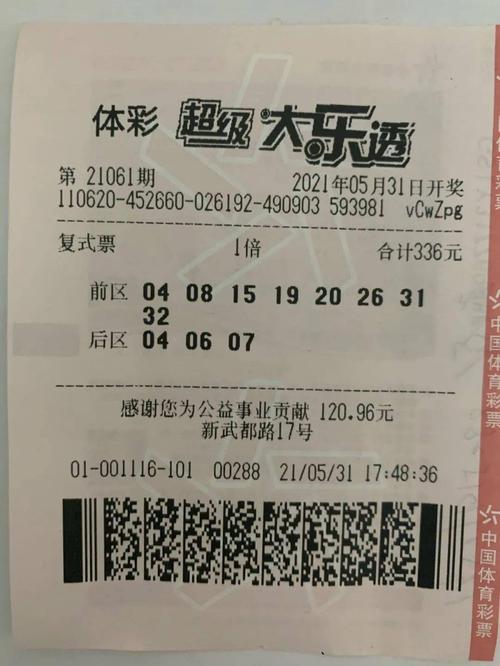 体彩 超级大乐透
第 21061期 2021年05月31日开奖
110620-452660-026192-490903 593981 vCwZpg
复式票 1倍 合计336元
前区 04 08 15 19 20 26 31
32
后区 04 06 07
感谢您为公益事业贡献 120.96元
新武都路17号
01-001116-101 00288 21/05/31 17:48:36
中国体育彩票
中国体育彩票